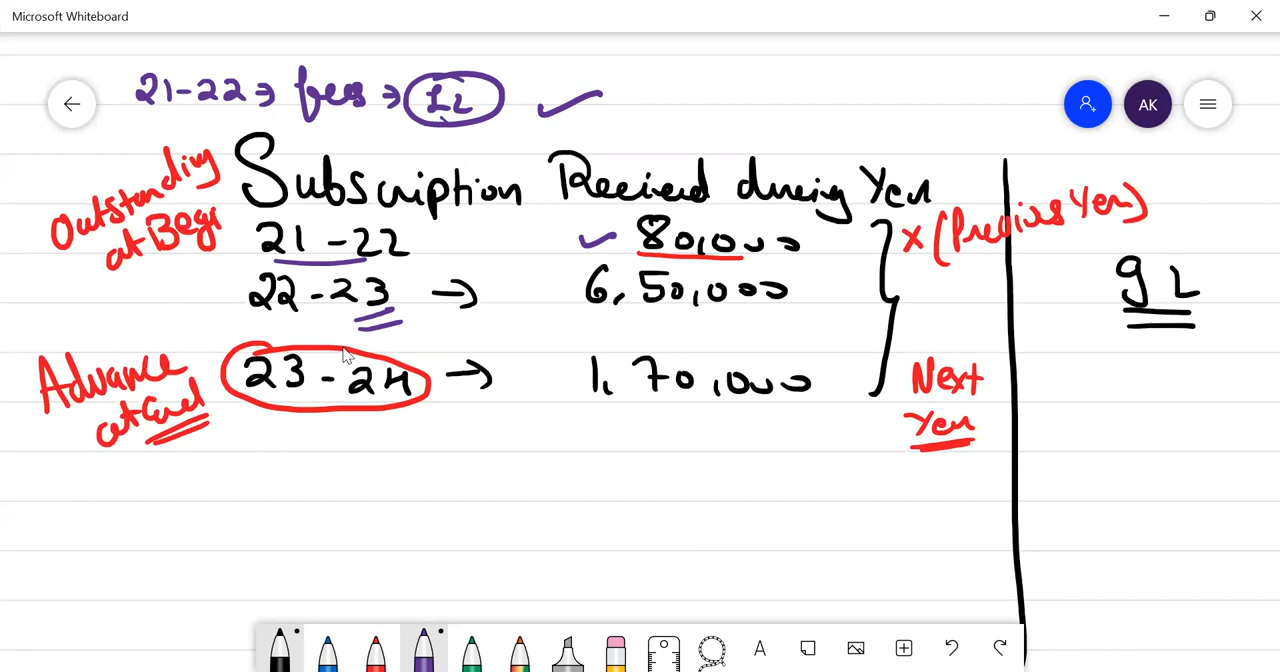 Microsoft Whiteboard
21-22 → fees → 1L
AK
Subscription Received during Year
Outstanding at Begi
21-22 80,000
x (Previous Year)
22-23 → 6,50,000
9L
Advance at End
23-24 → 1,70,000
Next Year
A